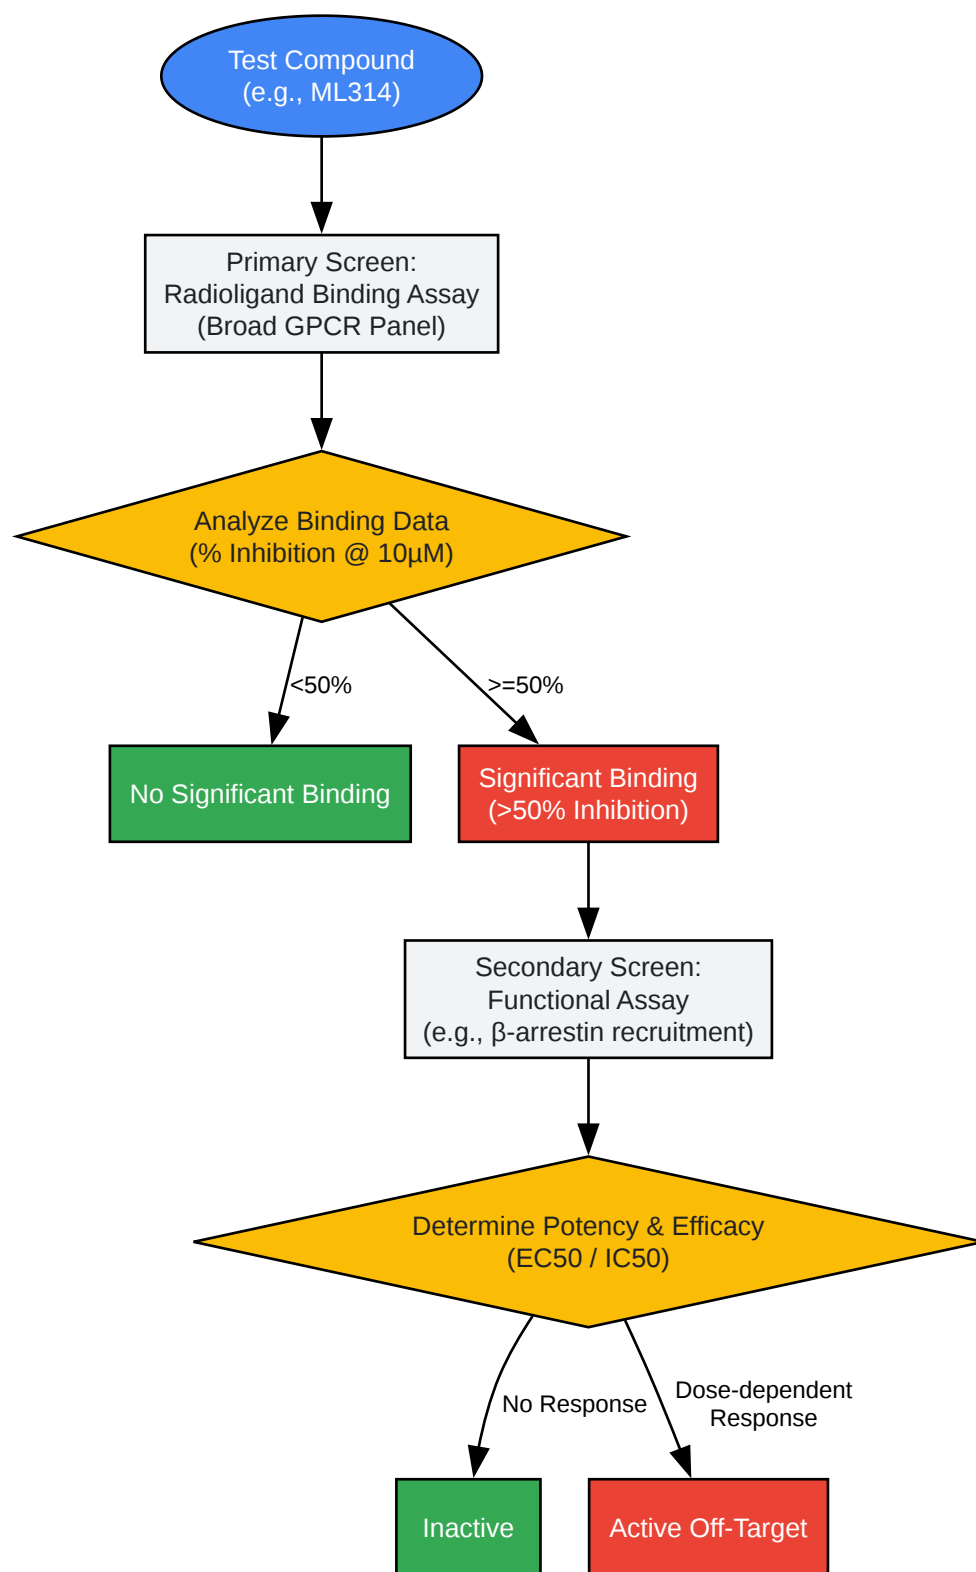 Test Compound
(e.g., ML314)
Primary Screen:
Radioligand Binding Assay
(Broad GPCR Panel)
Analyze Binding Data
(% Inhibition @ 10µM)
<50%
>=50%
No Significant Binding
Significant Binding
(>50% Inhibition)
Secondary Screen:
Functional Assay
(e.g., β-arrestin recruitment)
Determine Potency & Efficacy
(EC50 / IC50)
No Response
Dose-dependent
Response
Inactive
Active Off-Target